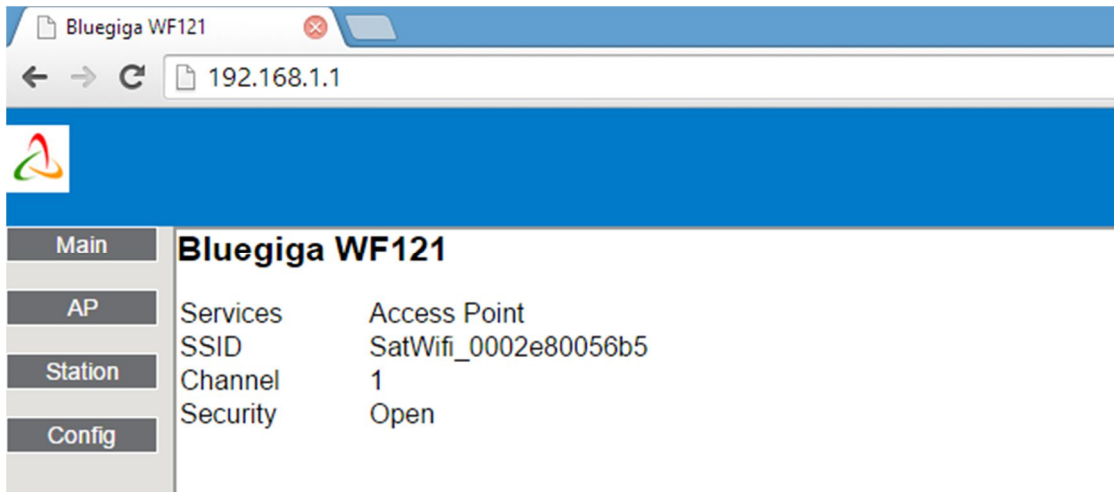 Bluegiga WF121
192.168.1.1
Main
AP
Station
Config
Bluegiga WF121
Services Access Point
SSID SatWifi_0002e80056b5
Channel 1
Security Open